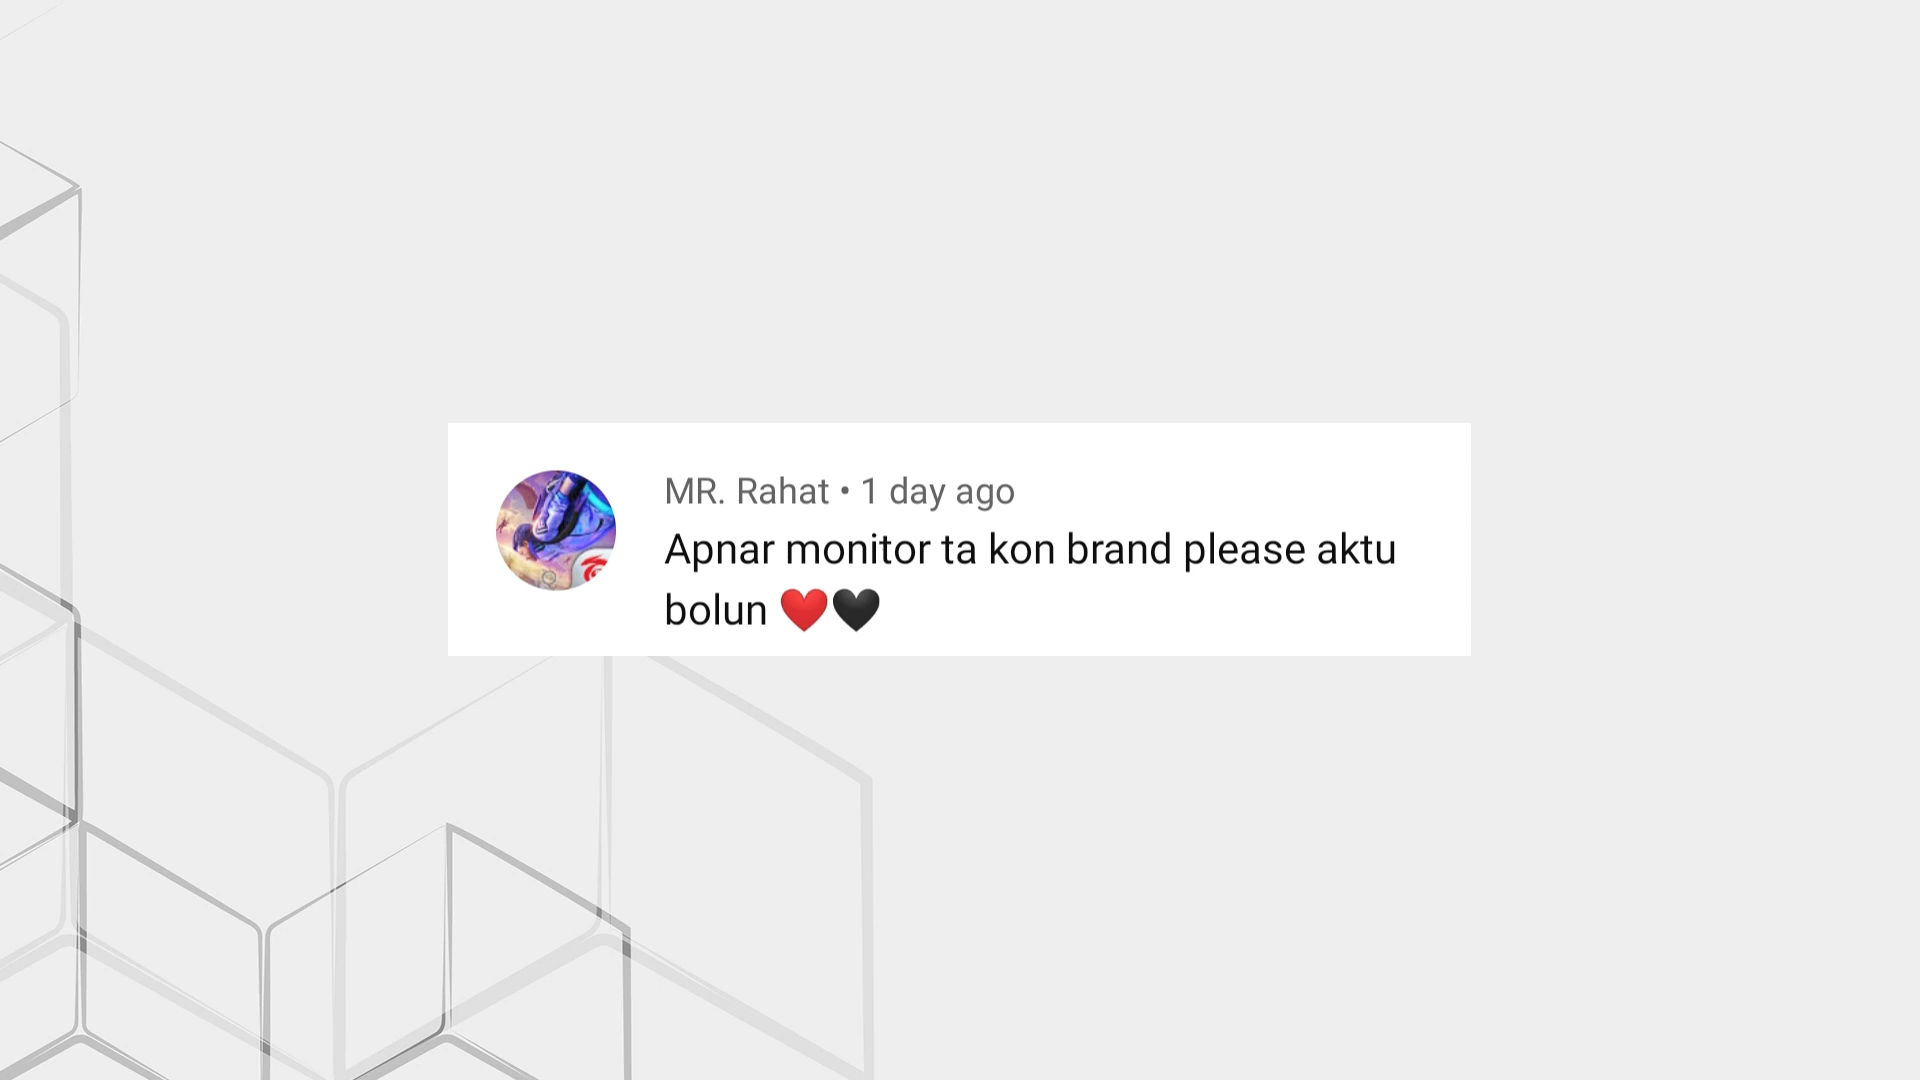 MR. Rahat • 1 day ago
Apnar monitor ta kon brand please aktu
bolun ❤️🖤